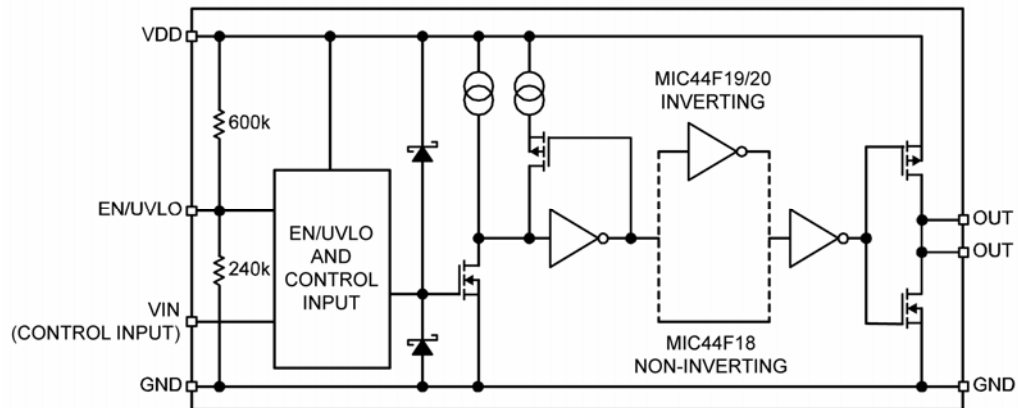 VDD
MIC44F19/20
INVERTING
600k
EN/UVLO
EN/UVLO
AND
CONTROL
INPUT
240k
VIN
(CONTROL INPUT)
OUT
OUT
MIC44F18
NON-INVERTING
GND
GND